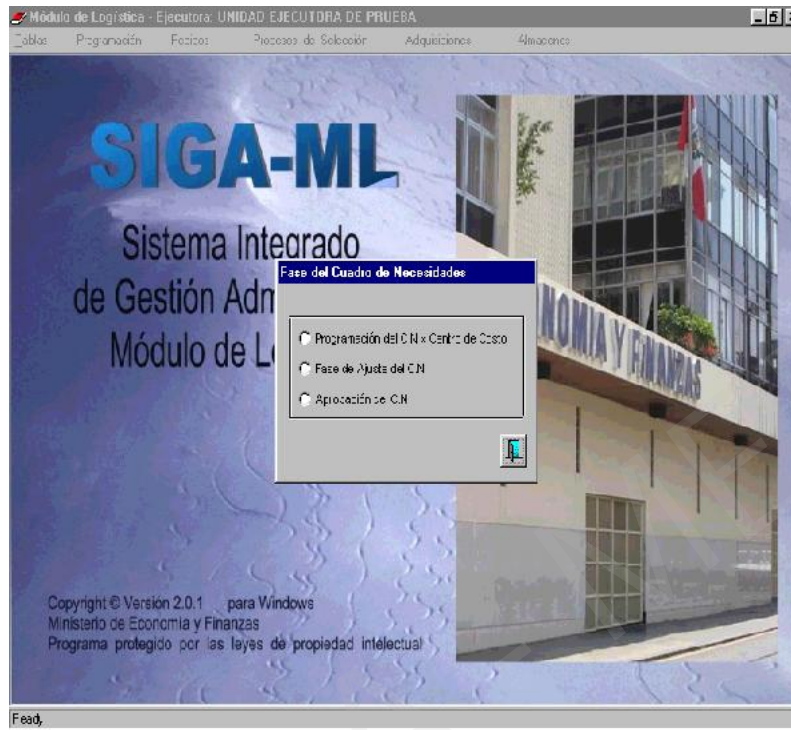 Módulo de Logística - Ejecutora: UNIDAD EJECUTORA DE PRUEBA
Tablas Programación Pedidos Procesos de Selección Adquisiciones Almacenes
SIGA-ML
Sistema Integrado
de Gestión Adm
Módulo de L
Fase del Cuadro de Necesidades
Programación del C.N x Centro de Costo
Fase de Ajuste del C.N
Aprobación del C.N
NOMIA Y FINANZAS
Copyright © Versión 2.0.1 para Windows
Ministerio de Economía y Finanzas
Programa protegido por las leyes de propiedad intelectual
Ready